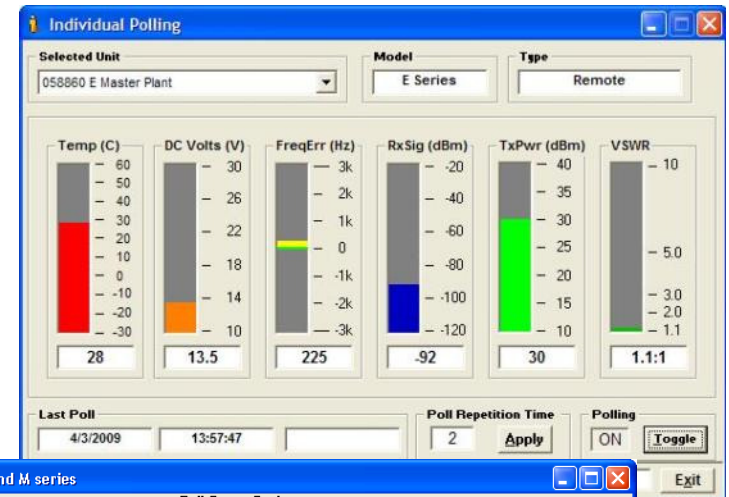 Individual Polling
Selected Unit
Model
Type
058860 E Master Plant
E Series
Remote
Temp (C)
DC Volts (V)
FreqErr (Hz)
RxSig (dBm)
TxPwr (dBm)
VSWR
60
50
40
30
20
10
0
-10
-20
-30
28
30
26
22
18
14
10
13.5
3k
2k
1k
0
-1k
-2k
-3k
225
-20
-40
-60
-80
-100
-120
-92
40
35
30
25
20
15
10
30
10
5.0
3.0
2.0
1.1
1.1:1
Last Poll
Poll Repetition Time
Polling
4/3/2009
13:57:47
2
Apply
ON
Toggle
nd M series
Exit